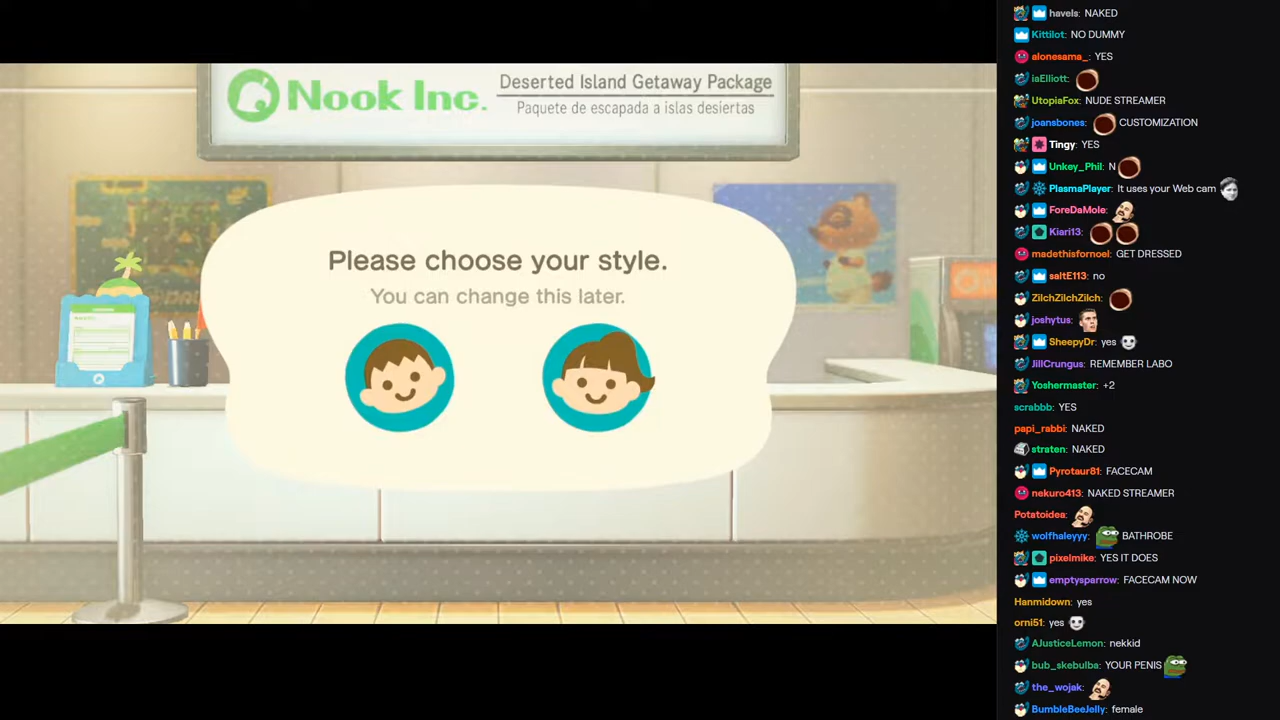 Nook Inc.
Deserted Island Getaway Package
Paquete de escapada a islas desiertas
Please choose your style.
You can change this later.
havels: NAKED
Kittilot: NO DUMMY
alonesama_: YES
iaElliott:
UtopiaFox: NUDE STREAMER
joansbones: CUSTOMIZATION
Tingy: YES
Unkey_Phil: N
PlasmaPlayer: It uses your Web cam
ForeDaMole:
Kiari13:
madethisfornoel: GET DRESSED
saltE113: no
ZilchZilchZilch:
joshytus:
SheepyDr: yes
JillCrungus: REMEMBER LABO
Yoshermaster: +2
scrabbb: YES
papi_rabbi: NAKED
straten: NAKED
Pyrotaur81: FACECAM
nekuro413: NAKED STREAMER
Potatoidea:
wolfhaleyyy: BATHROBE
pixelmike: YES IT DOES
emptysparrow: FACECAM NOW
Hanmidown: yes
orni51: yes
AJusticeLemon: nekkid
bub_skebulba: YOUR PENIS
the_wojak:
BumbleBeeJelly: female